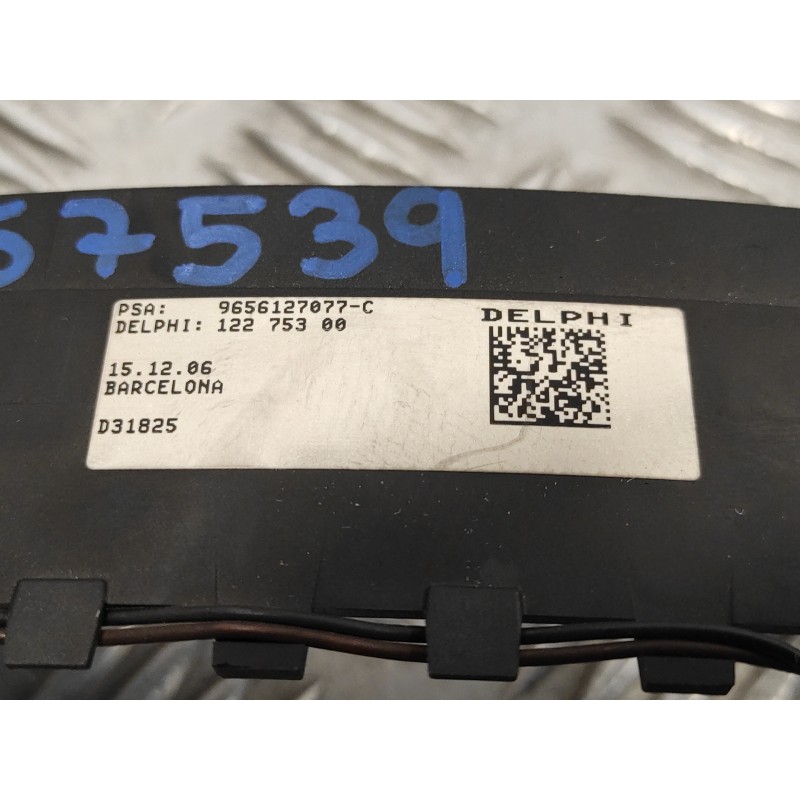 57539
PSA: 9656127077-C
DELPHI: 122 753 00
DELPHI
15.12.06
BARCELONA
D31825